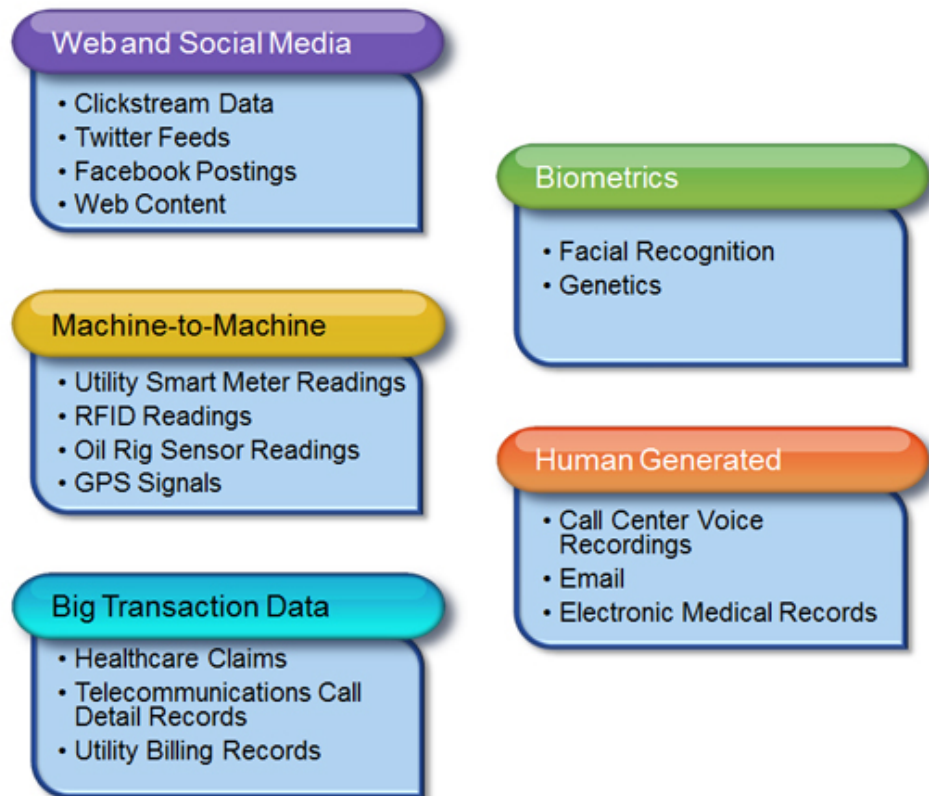 Web and Social Media
• Clickstream Data
• Twitter Feeds
• Facebook Postings
• Web Content
Machine-to-Machine
• Utility Smart Meter Readings
• RFID Readings
• Oil Rig Sensor Readings
• GPS Signals
Big Transaction Data
• Healthcare Claims
• Telecommunications Call
Detail Records
• Utility Billing Records
Biometrics
• Facial Recognition
• Genetics
Human Generated
• Call Center Voice
Recordings
• Email
• Electronic Medical Records